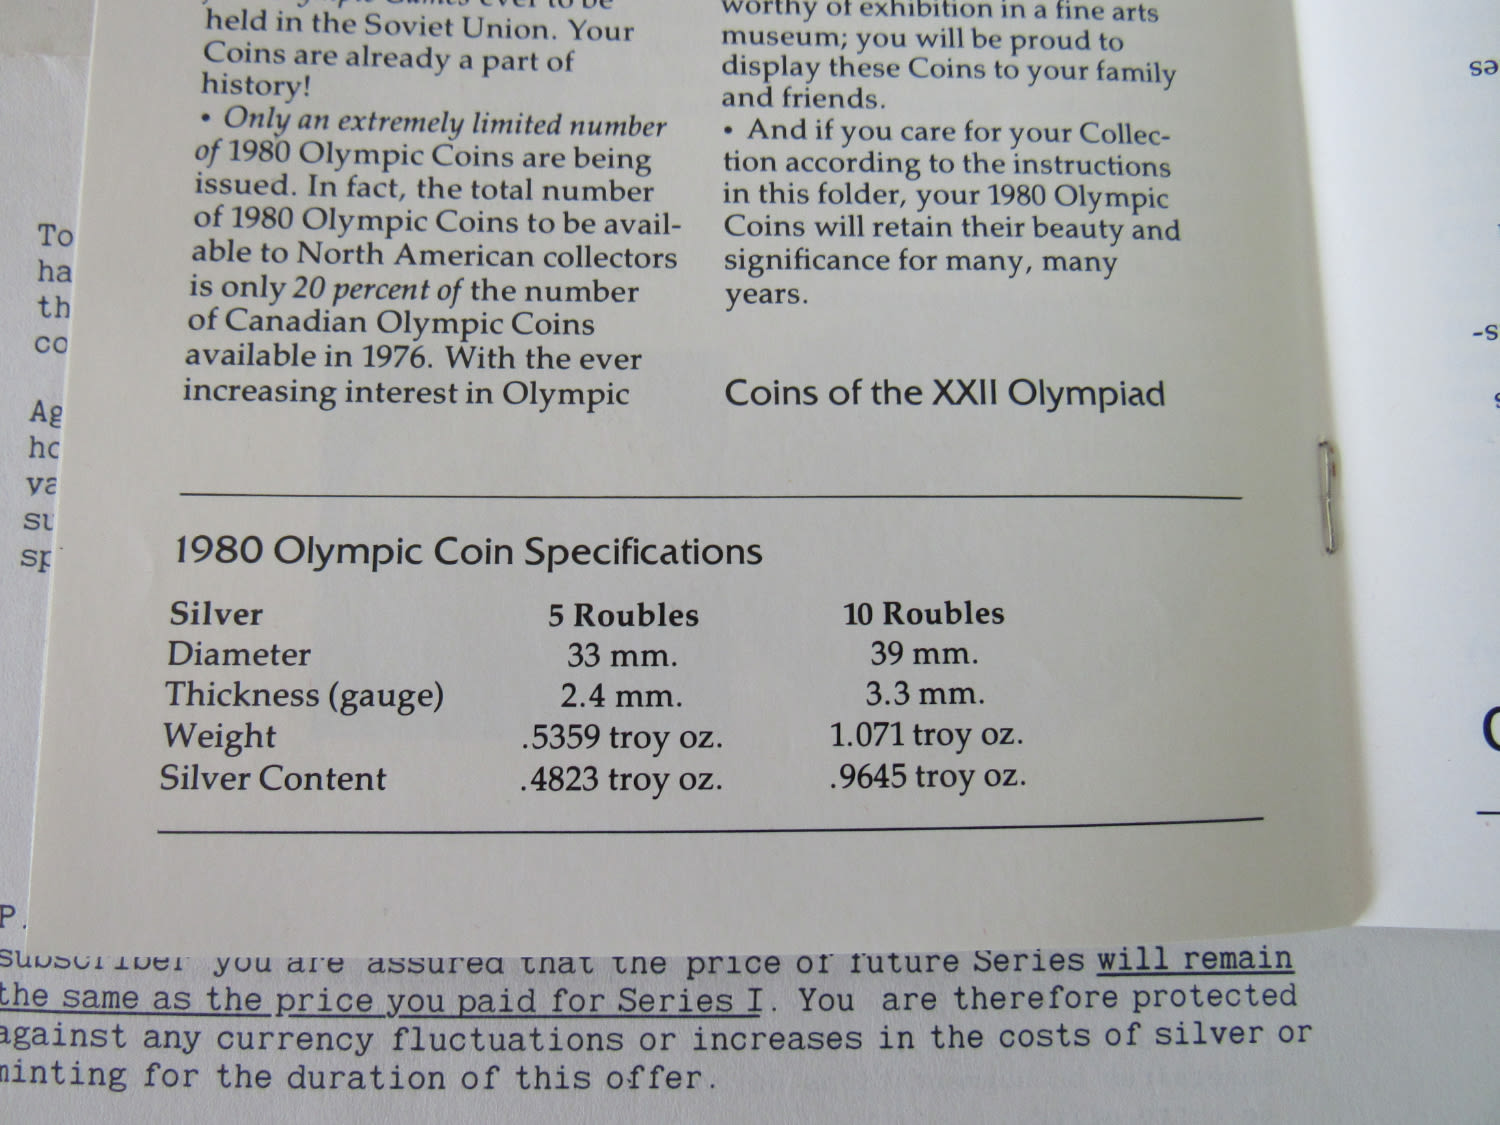 held in the Soviet Union. Your
Coins are already a part of
history!
• Only an extremely limited number
of 1980 Olympic Coins are being
issued. In fact, the total number
of 1980 Olympic Coins to be avail-
able to North American collectors
is only 20 percent of the number
of Canadian Olympic Coins
available in 1976. With the ever
increasing interest in Olympic
worthy of exhibition in a fine arts
museum; you will be proud to
display these Coins to your family
and friends.
• And if you care for your Collec-
tion according to the instructions
in this folder, your 1980 Olympic
Coins will retain their beauty and
significance for many, many
years.
Coins of the XXII Olympiad
1980 Olympic Coin Specifications
Silver 5 Roubles 10 Roubles
Diameter 33 mm. 39 mm.
Thickness (gauge) 2.4 mm. 3.3 mm.
Weight .5359 troy oz. 1.071 troy oz.
Silver Content .4823 troy oz. .9645 troy oz.
To
ha
th
co
Ag
ho
va
su
sp
P.
subscriber you are assured that the price of future Series will remain
the same as the price you paid for Series I. You are therefore protected
against any currency fluctuations or increases in the costs of silver or
minting for the duration of this offer.